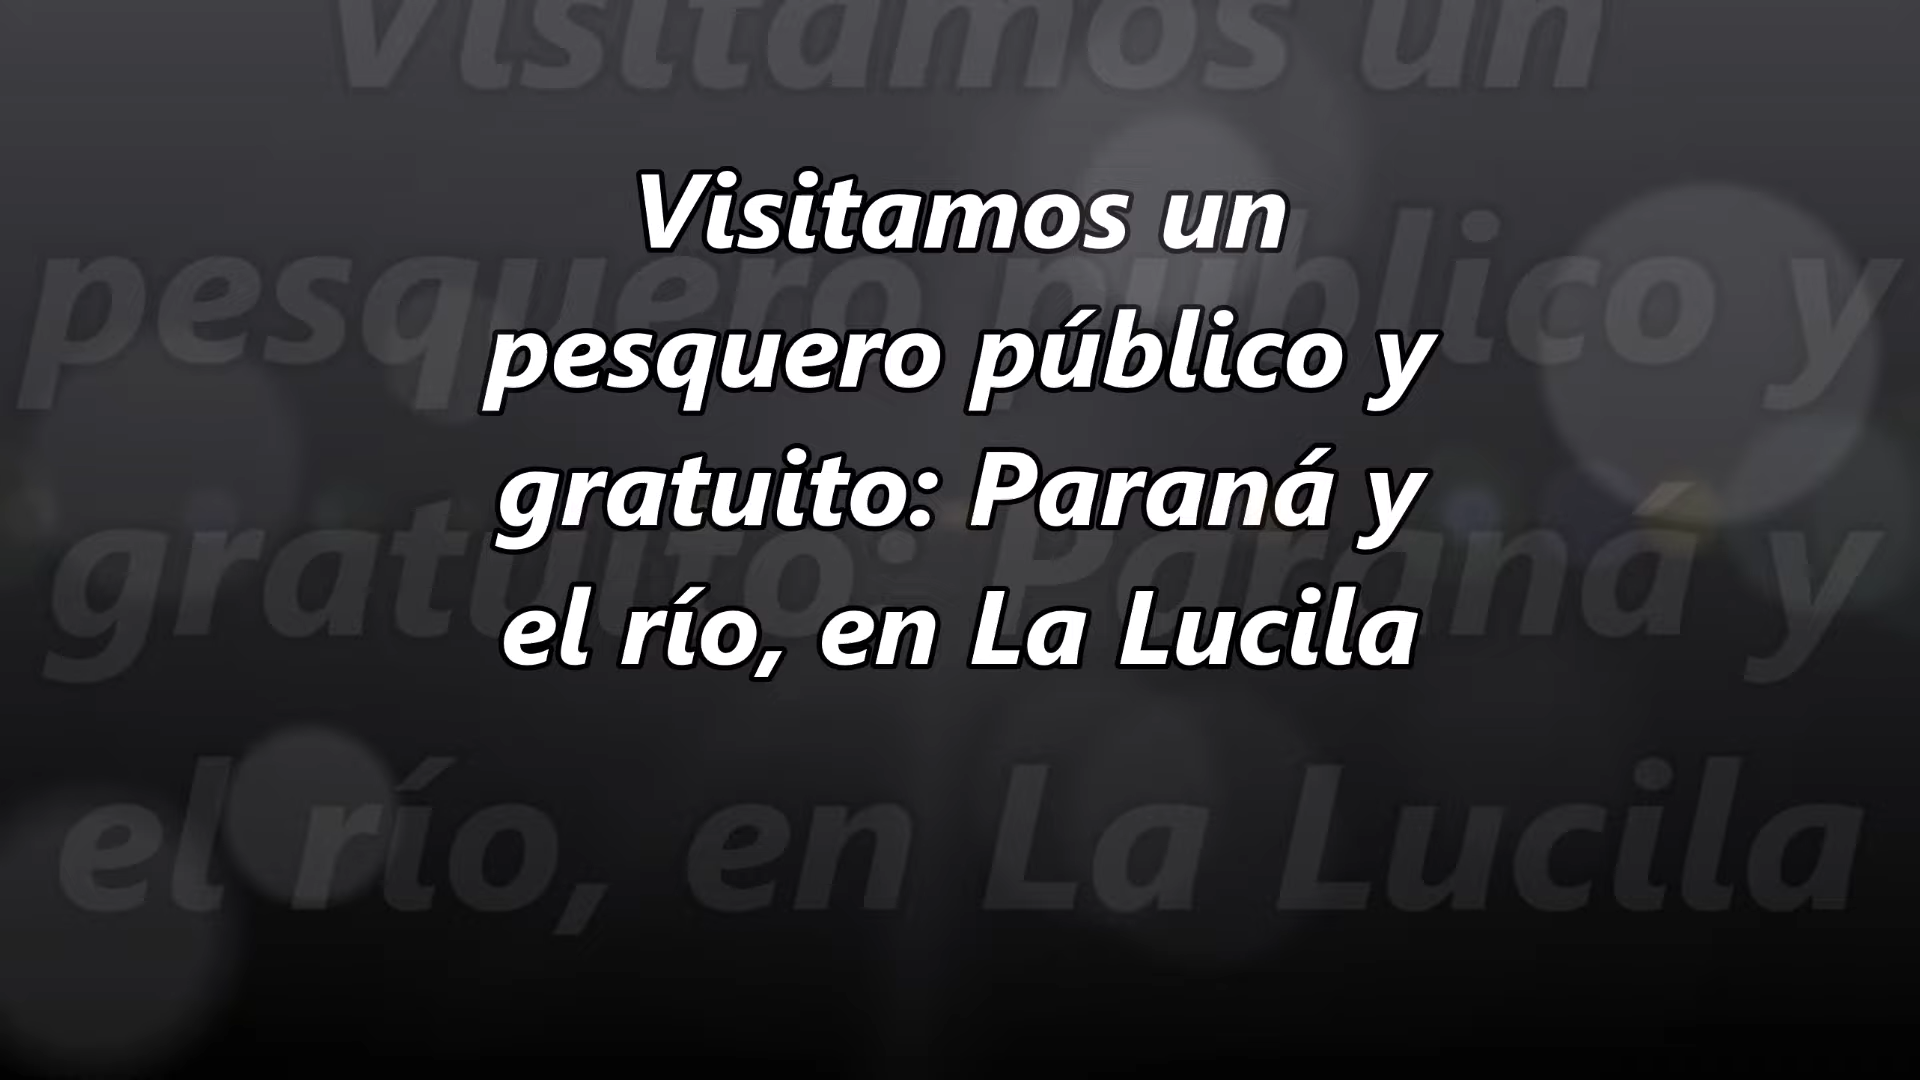 Visitamos un
pesquero público y
gratuito: Paraná y
el río, en La Lucila